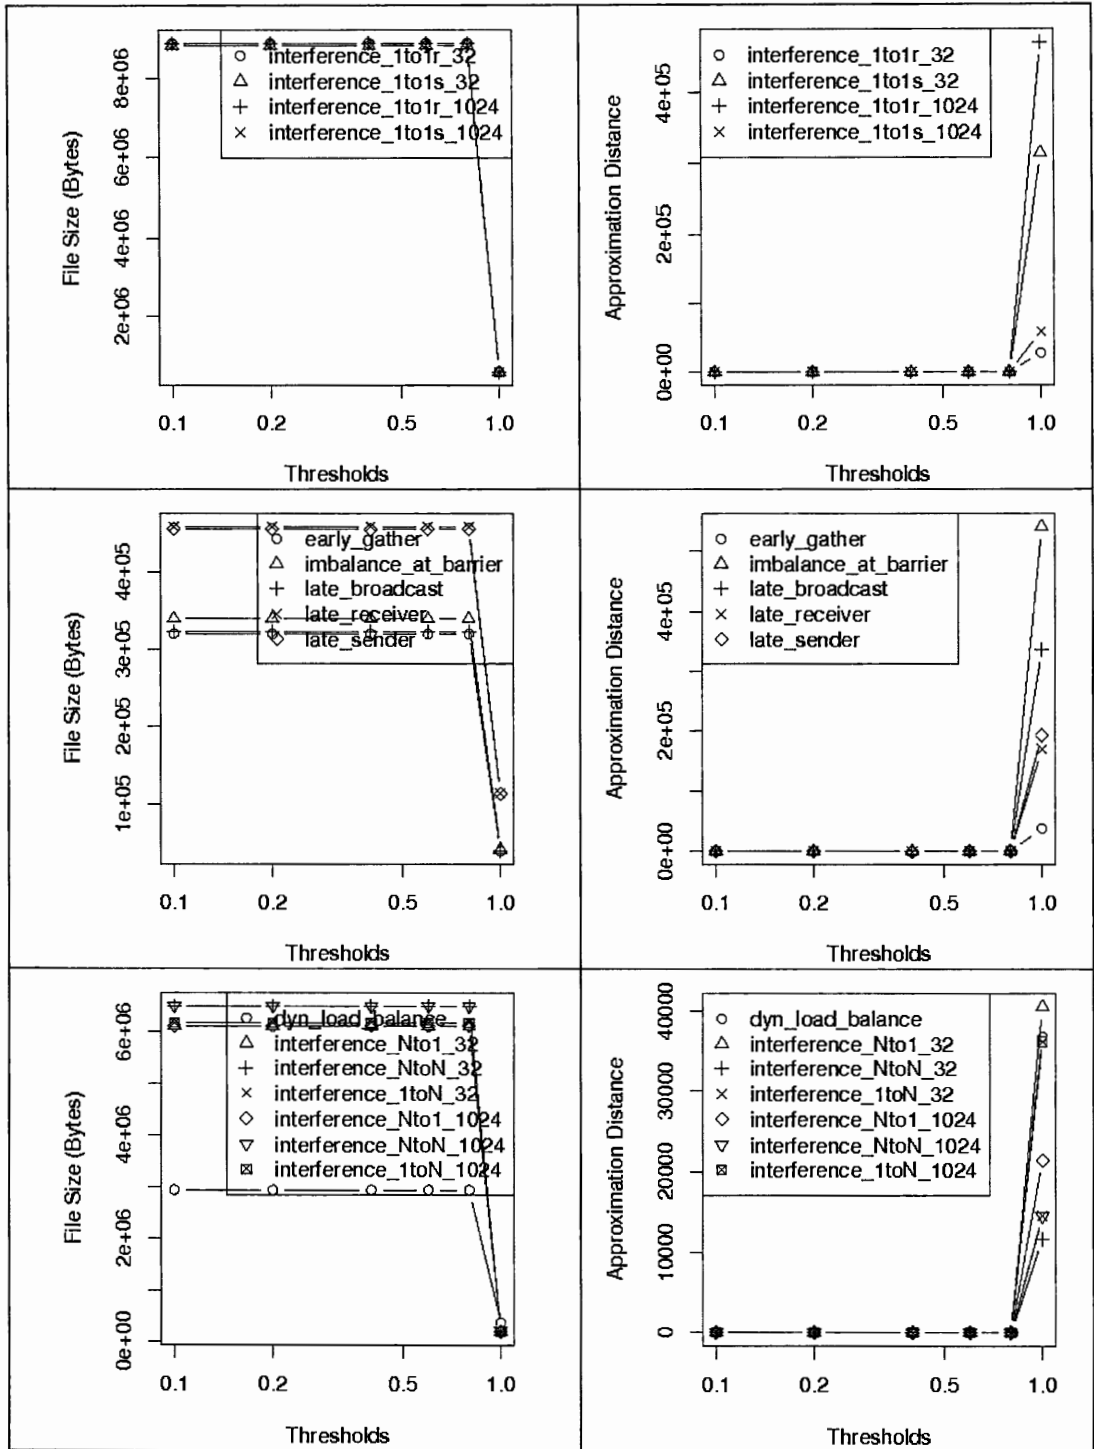 File Size (Bytes)
8e+06
6e+06
4e+06
2e+06
interference_1to1r_32
interference_1to1s_32
interference_1to1r_1024
interference_1to1s_1024
0.1 0.2 0.5 1.0
Thresholds
Approximation Distance
4e+05
2e+05
0e+00
interference_1to1r_32
interference_1to1s_32
interference_1to1r_1024
interference_1to1s_1024
0.1 0.2 0.5 1.0
Thresholds
File Size (Bytes)
4e+05
3e+05
2e+05
1e+05
early_gather
imbalance_at_barrier
late_broadcast
late_receiver
late_sender
0.1 0.2 0.5 1.0
Thresholds
Approximation Distance
4e+05
2e+05
0e+00
early_gather
imbalance_at_barrier
late_broadcast
late_receiver
late_sender
0.1 0.2 0.5 1.0
Thresholds
File Size (Bytes)
6e+06
4e+06
2e+06
0e+00
dyn_load_balance
interference_Nto1_32
interference_NtoN_32
interference_1toN_32
interference_Nto1_1024
interference_NtoN_1024
interference_1toN_1024
0.1 0.2 0.5 1.0
Thresholds
Approximation Distance
40000
30000
20000
10000
0
dyn_load_balance
interference_Nto1_32
interference_NtoN_32
interference_1toN_32
interference_Nto1_1024
interference_NtoN_1024
interference_1toN_1024
0.1 0.2 0.5 1.0
Thresholds